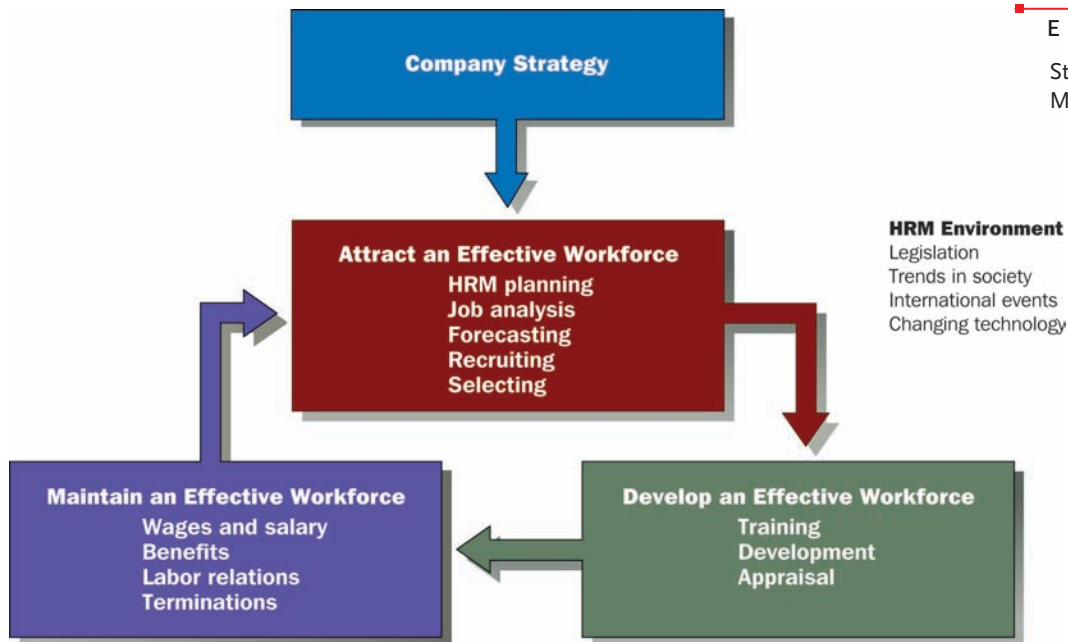 E
St
M
Company Strategy
Attract an Effective Workforce
HRM planning
Job analysis
Forecasting
Recruiting
Selecting
HRM Environment
Legislation
Trends in society
International events
Changing technology
Maintain an Effective Workforce
Wages and salary
Benefits
Labor relations
Terminations
Develop an Effective Workforce
Training
Development
Appraisal